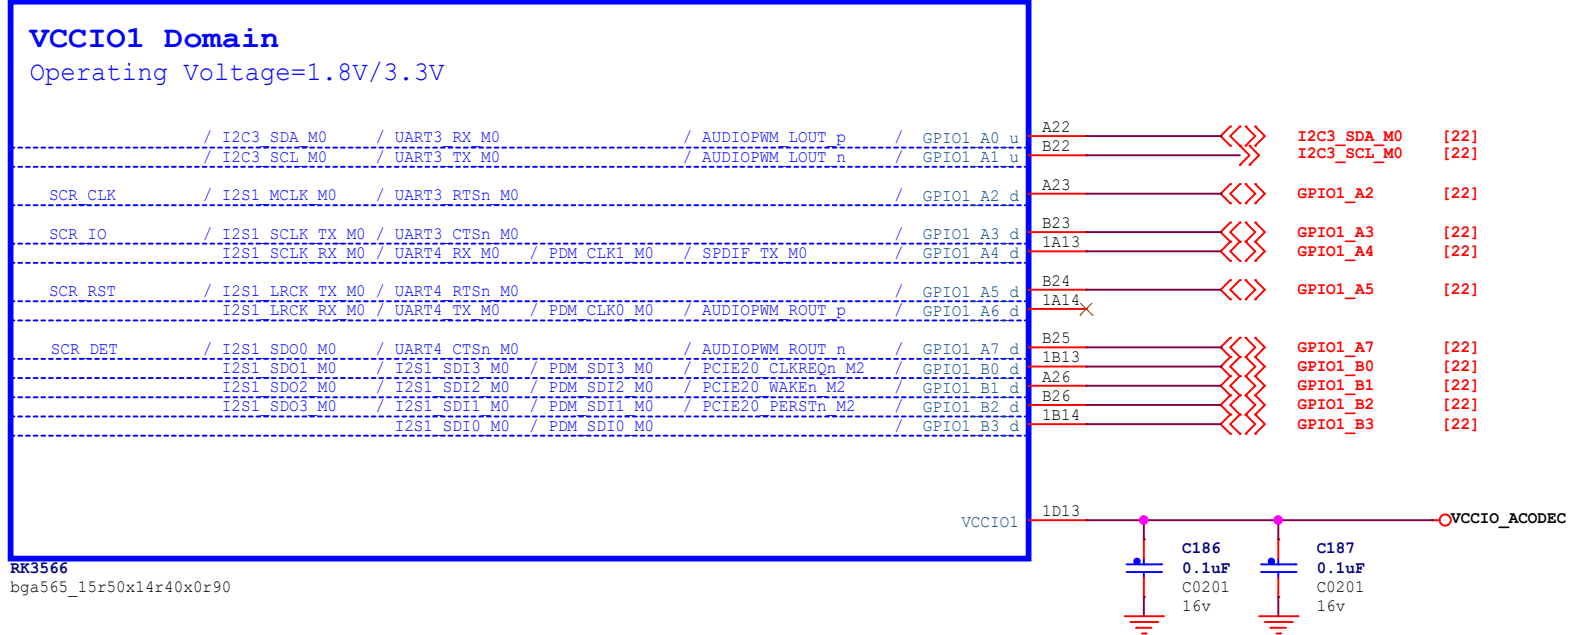 VCCIO1 Domain
Operating Voltage=1.8V/3.3V
/ I2C3_SDA_M0 / UART3_RX_M0 / AUDIOPWM_LOUT_p / GPIO1_A0_u A22 I2C3_SDA_M0 [22]
/ I2C3_SCL_M0 / UART3_TX_M0 / AUDIOPWM_LOUT_n / GPIO1_A1_u B22 I2C3_SCL_M0 [22]
SCR_CLK / I2S1_MCLK_M0 / UART3_RTSn_M0 / GPIO1_A2_d A23 GPIO1_A2 [22]
SCR_IO / I2S1_SCLK_TX_M0 / UART3_CTSn_M0 / GPIO1_A3_d B23 GPIO1_A3 [22]
I2S1_SCLK_RX_M0 / UART4_RX_M0 / PDM_CLK1_M0 / SPDIF_TX_M0 / GPIO1_A4_d 1A13 GPIO1_A4 [22]
SCR_RST / I2S1_LRCK_TX_M0 / UART4_RTSn_M0 / GPIO1_A5_d B24 GPIO1_A5 [22]
I2S1_LRCK_RX_M0 / UART4_TX_M0 / PDM_CLK0_M0 / AUDIOPWM_ROUT_p / GPIO1_A6_d 1A14
SCR_DET / I2S1_SDO0_M0 / UART4_CTSn_M0 / AUDIOPWM_ROUT_n / GPIO1_A7_d B25 GPIO1_A7 [22]
I2S1_SDO1_M0 / I2S1_SDI3_M0 / PDM_SDI3_M0 / PCIE20_CLKREQn_M2 / GPIO1_B0_d 1B13 GPIO1_B0 [22]
I2S1_SDO2_M0 / I2S1_SDI2_M0 / PDM_SDI2_M0 / PCIE20_WAKEn_M2 / GPIO1_B1_d A26 GPIO1_B1 [22]
I2S1_SDO3_M0 / I2S1_SDI1_M0 / PDM_SDI1_M0 / PCIE20_PERSTn_M2 / GPIO1_B2_d B26 GPIO1_B2 [22]
I2S1_SDI0_M0 / PDM_SDI0_M0 / GPIO1_B3_d 1B14 GPIO1_B3 [22]
VCCIO1 1D13 VCCIO_ACODEC
C186 C187
0.1uF 0.1uF
C0201 C0201
16v 16v
RK3566
bga565_15r50x14r40x0r90